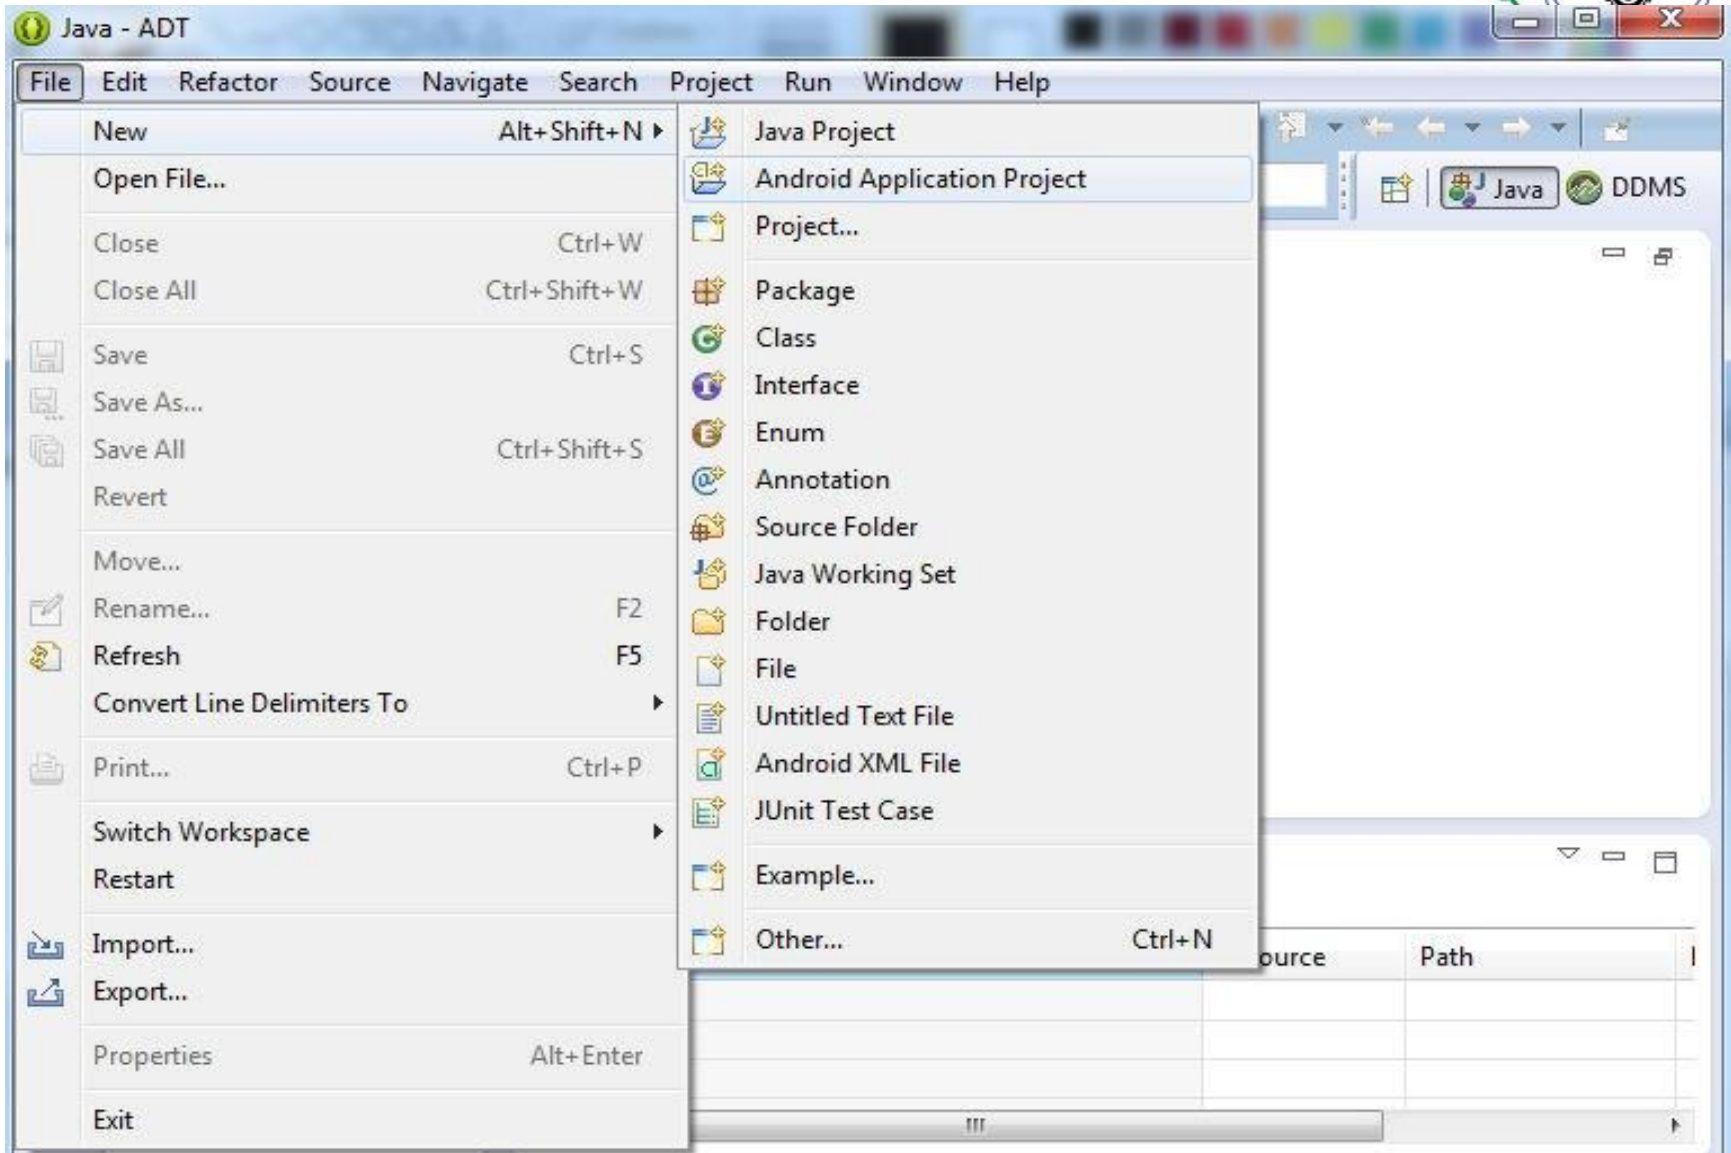 Java - ADT
File Edit Refactor Source Navigate Search Project Run Window Help
New Alt+Shift+N
Open File...
Close Ctrl+W
Close All Ctrl+Shift+W
Save Ctrl+S
Save As...
Save All Ctrl+Shift+S
Revert
Move...
Rename... F2
Refresh F5
Convert Line Delimiters To
Print... Ctrl+P
Switch Workspace
Restart
Import...
Export...
Properties Alt+Enter
Exit
Java Project
Android Application Project
Project...
Package
Class
Interface
Enum
Annotation
Source Folder
Java Working Set
Folder
File
Untitled Text File
Android XML File
JUnit Test Case
Example...
Other... Ctrl+N
Java DDMS
ource Path